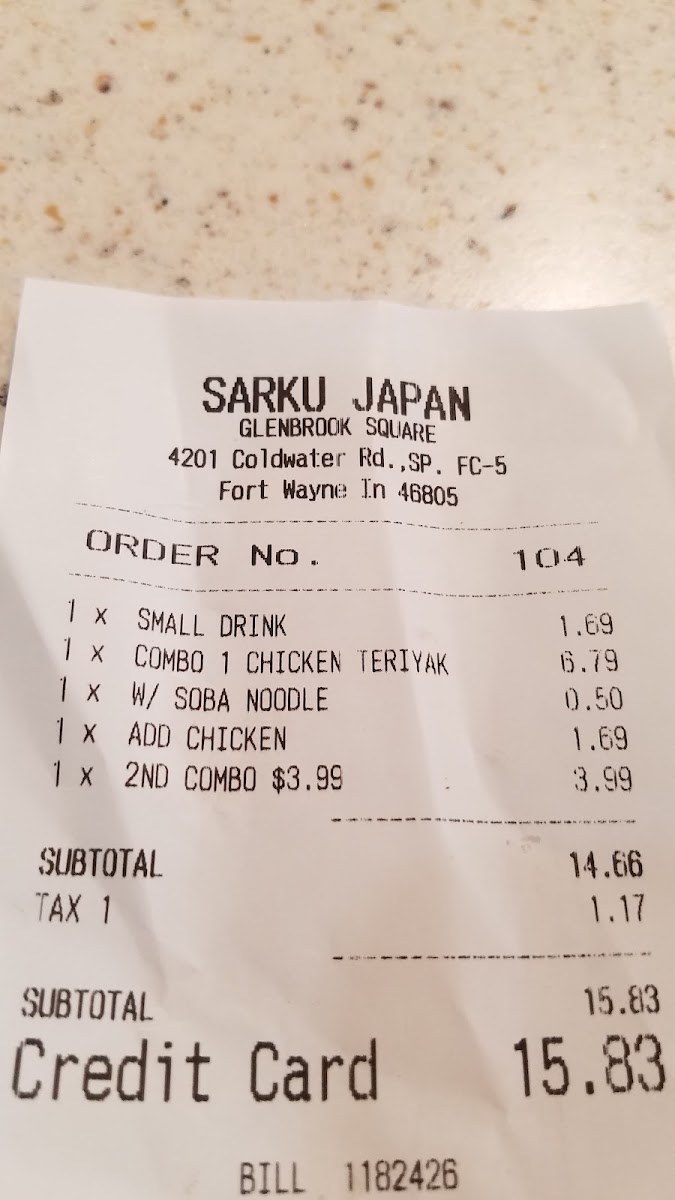 SARKU JAPAN
GLENBROOK SQUARE
4201 Coldwater Rd.,SP. FC-5
Fort Wayne In 46805
ORDER No. 104
1 x SMALL DRINK 1.69
1 x COMBO 1 CHICKEN TERIYAK 6.79
1 x W/ SOBA NOODLE 0.50
1 x ADD CHICKEN 1.69
1 x 2ND COMBO $3.99 3.99
SUBTOTAL 14.66
TAX 1 1.17
SUBTOTAL 15.83
Credit Card 15.83
BILL 1182426